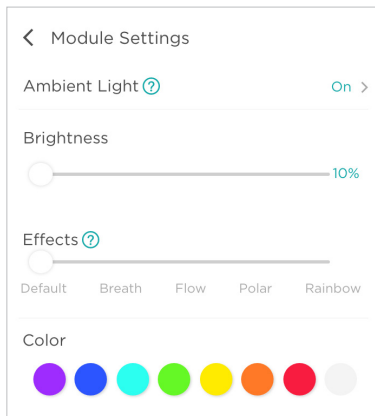 Module Settings
Ambient Light ? On
Brightness
10%
Effects ?
Default Breath Flow Polar Rainbow
Color